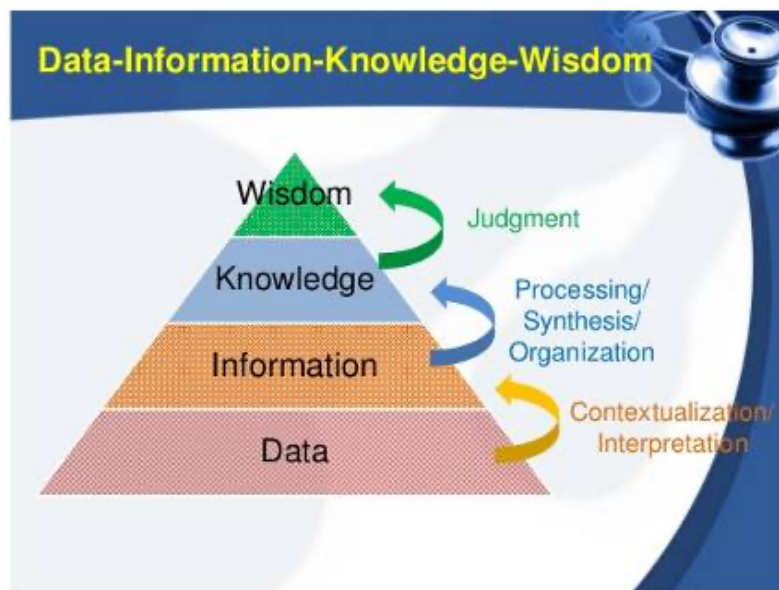 Data-Information-Knowledge-Wisdom
Wisdom
Judgment
Knowledge
Processing/
Synthesis/
Organization
Information
Contextualization/
Interpretation
Data